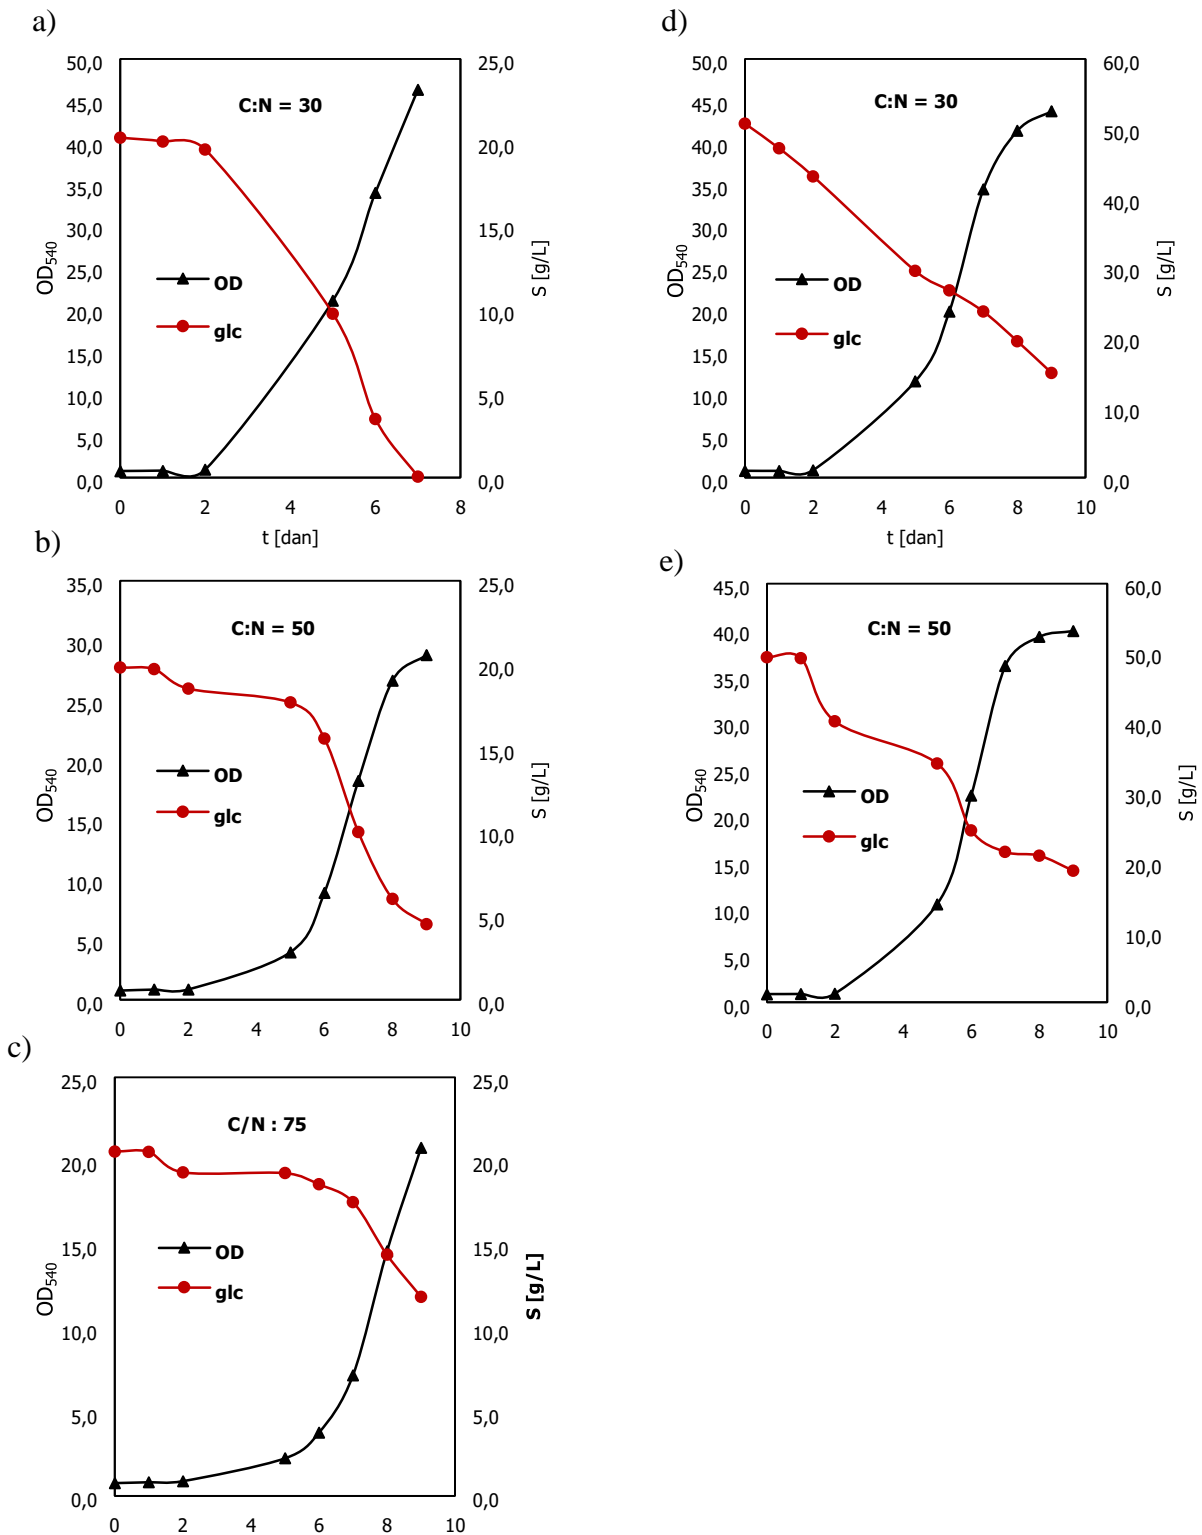 a)
C:N = 30
50,0
45,0
40,0
35,0
30,0
25,0
20,0
15,0
10,0
5,0
0,0
OD540
25,0
20,0
15,0
10,0
5,0
0,0
S [g/L]
OD
glc
0 2 4 6 8
t [dan]
d)
C:N = 30
50,0
45,0
40,0
35,0
30,0
25,0
20,0
15,0
10,0
5,0
0,0
OD540
60,0
50,0
40,0
30,0
20,0
10,0
0,0
S [g/L]
OD
glc
0 2 4 6 8 10
t [dan]
b)
C:N = 50
35,0
30,0
25,0
20,0
15,0
10,0
5,0
0,0
OD540
25,0
20,0
15,0
10,0
5,0
0,0
S [g/L]
OD
glc
0 2 4 6 8 10
e)
C:N = 50
45,0
40,0
35,0
30,0
25,0
20,0
15,0
10,0
5,0
0,0
OD540
60,0
50,0
40,0
30,0
20,0
10,0
0,0
S [g/L]
OD
glc
0 2 4 6 8 10
c)
C/N : 75
25,0
20,0
15,0
10,0
5,0
0,0
OD540
25,0
20,0
15,0
10,0
5,0
0,0
S [g/L]
OD
glc
0 2 4 6 8 10